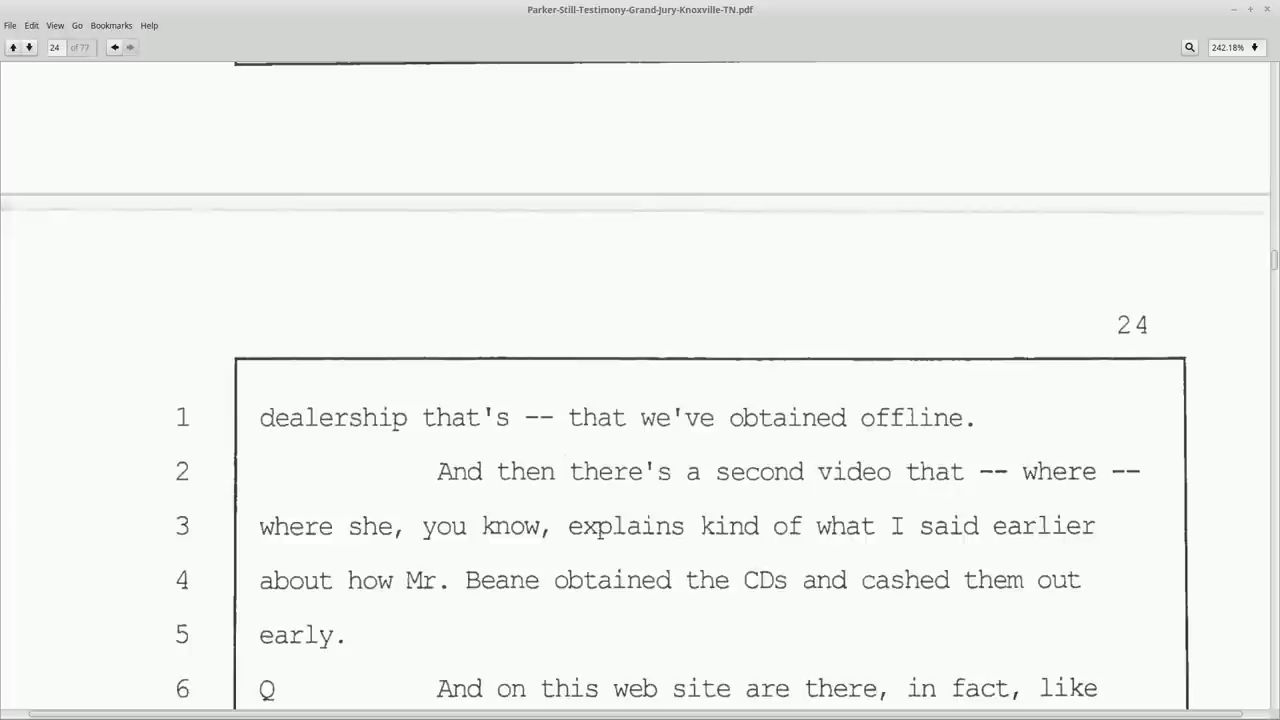 Parker-Still-Testimony-Grand-Jury-Knoxville-TN.pdf
File Edit View Go Bookmarks Help
24 of 77
242.18%
24
1 dealership that's -- that we've obtained offline.
2 And then there's a second video that -- where --
3 where she, you know, explains kind of what I said earlier
4 about how Mr. Beane obtained the CDs and cashed them out
5 early.
6 Q And on this web site are there, in fact, like